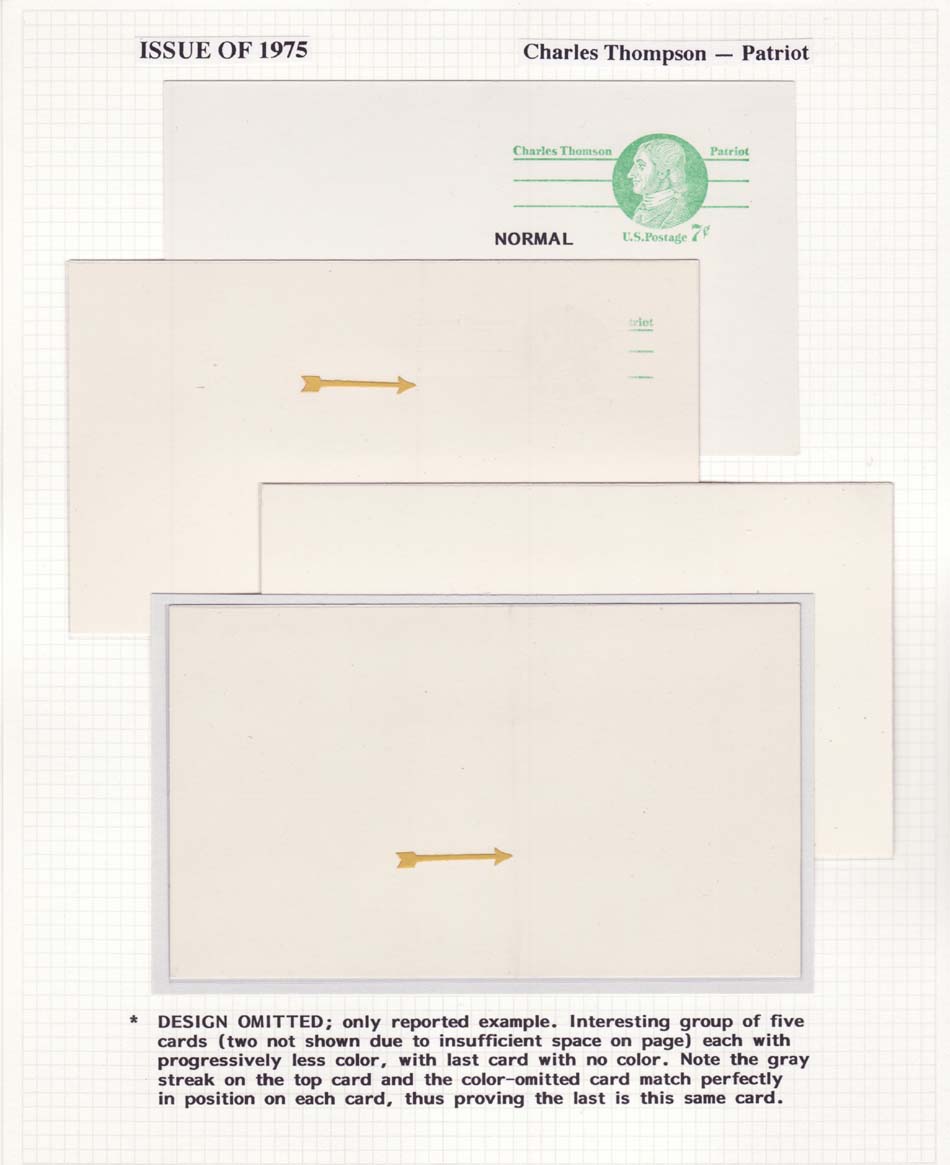 ISSUE OF 1975
Charles Thompson — Patriot
Charles Thomson Patriot
NORMAL
U.S.Postage 7¢
triot
* DESIGN OMITTED; only reported example. Interesting group of five
cards (two not shown due to insufficient space on page) each with
progressively less color, with last card with no color. Note the gray
streak on the top card and the color-omitted card match perfectly
in position on each card, thus proving the last is this same card.